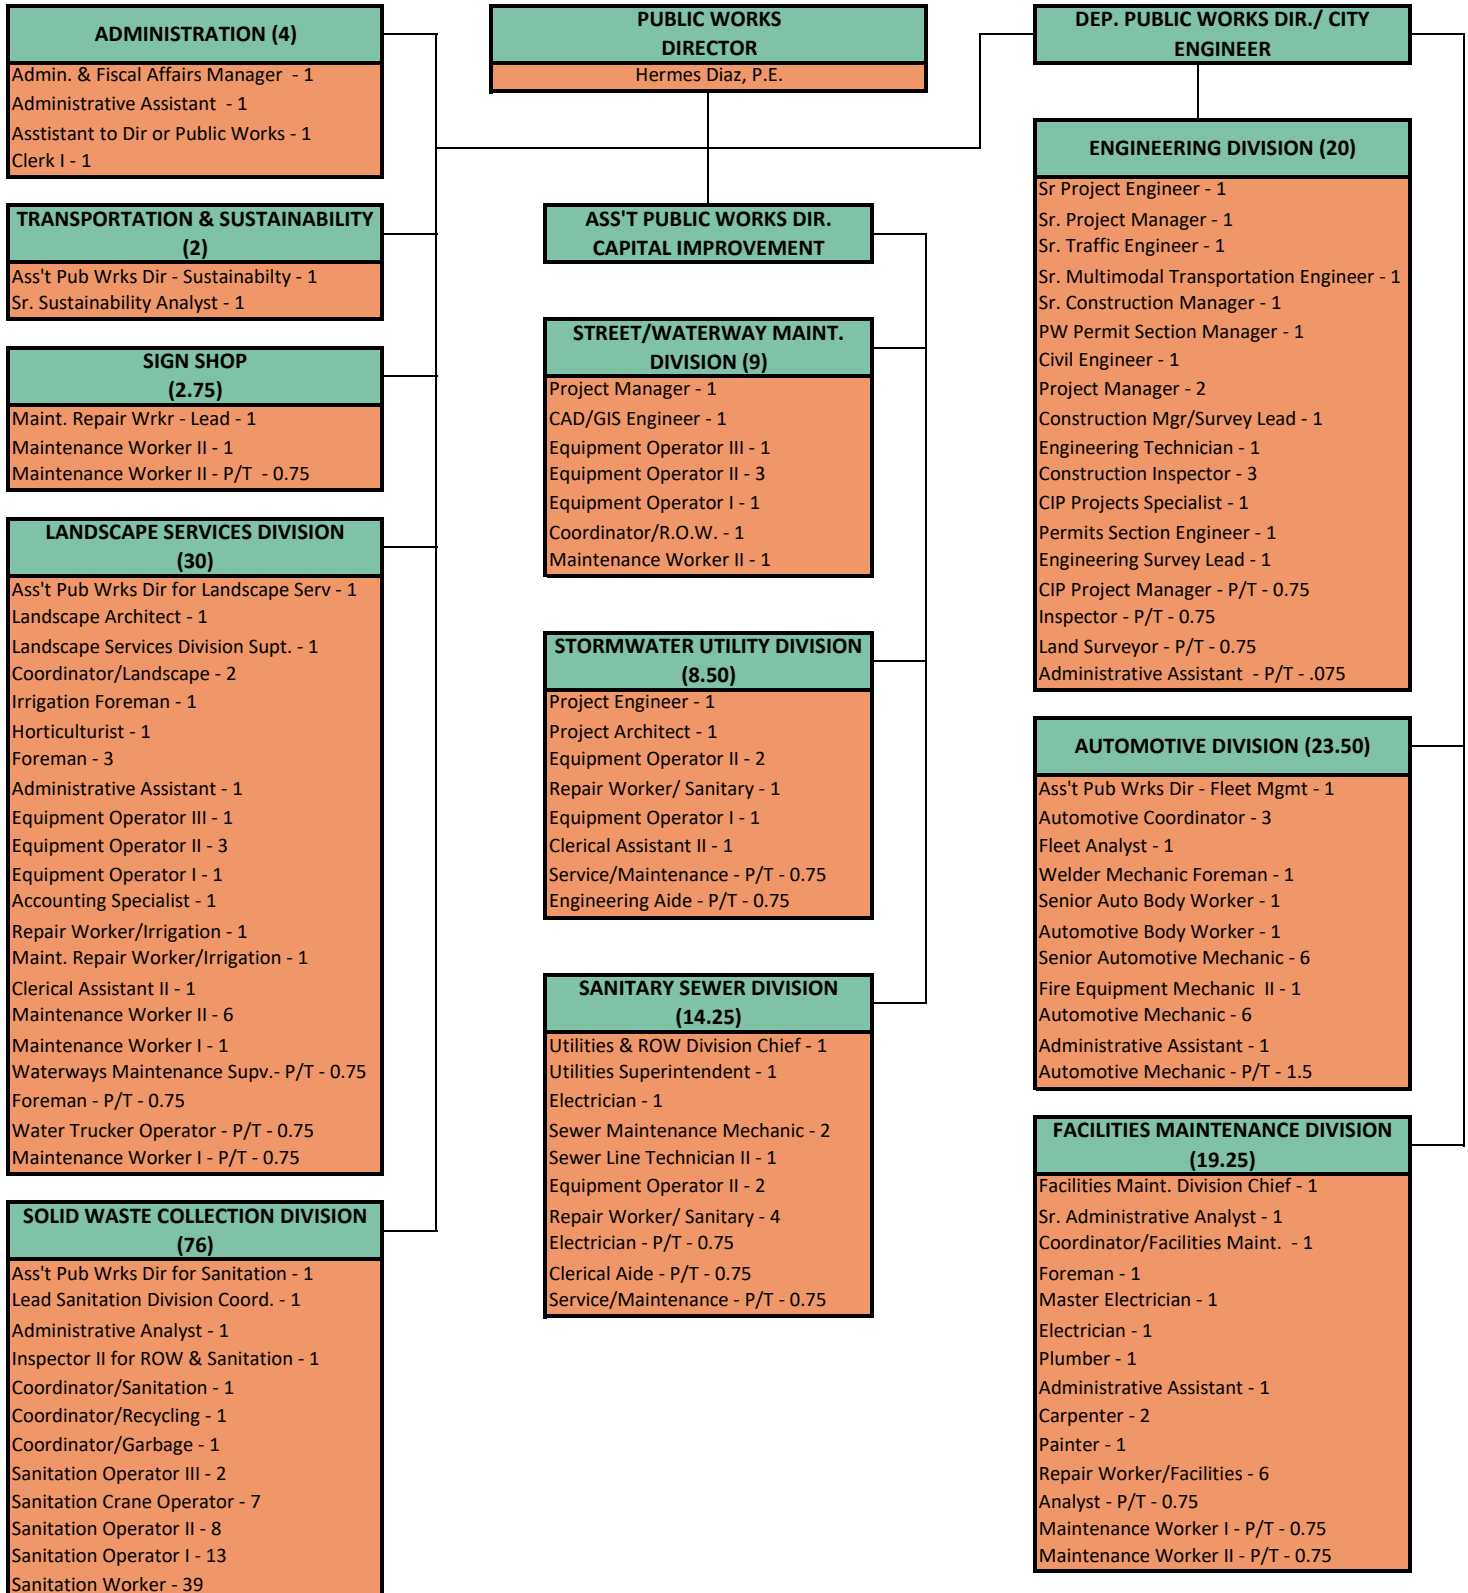 ADMINISTRATION (4)
Admin. & Fiscal Affairs Manager - 1
Administrative Assistant - 1
Asstistant to Dir or Public Works - 1
Clerk I - 1
TRANSPORTATION & SUSTAINABILITY
(2)
Ass't Pub Wrks Dir - Sustainabilty - 1
Sr. Sustainability Analyst - 1
SIGN SHOP
(2.75)
Maint. Repair Wrkr - Lead - 1
Maintenance Worker II - 1
Maintenance Worker II - P/T - 0.75
LANDSCAPE SERVICES DIVISION
(30)
Ass't Pub Wrks Dir for Landscape Serv - 1
Landscape Architect - 1
Landscape Services Division Supt. - 1
Coordinator/Landscape - 2
Irrigation Foreman - 1
Horticulturist - 1
Foreman - 3
Administrative Assistant - 1
Equipment Operator III - 1
Equipment Operator II - 3
Equipment Operator I - 1
Accounting Specialist - 1
Repair Worker/Irrigation - 1
Maint. Repair Worker/Irrigation - 1
Clerical Assistant II - 1
Maintenance Worker II - 6
Maintenance Worker I - 1
Waterways Maintenance Supv.- P/T - 0.75
Foreman - P/T - 0.75
Water Trucker Operator - P/T - 0.75
Maintenance Worker I - P/T - 0.75
SOLID WASTE COLLECTION DIVISION
(76)
Ass't Pub Wrks Dir for Sanitation - 1
Lead Sanitation Division Coord. - 1
Administrative Analyst - 1
Inspector II for ROW & Sanitation - 1
Coordinator/Sanitation - 1
Coordinator/Recycling - 1
Coordinator/Garbage - 1
Sanitation Operator III - 2
Sanitation Crane Operator - 7
Sanitation Operator II - 8
Sanitation Operator I - 13
Sanitation Worker - 39
PUBLIC WORKS
DIRECTOR
Hermes Diaz, P.E.
ASS'T PUBLIC WORKS DIR.
CAPITAL IMPROVEMENT
STREET/WATERWAY MAINT.
DIVISION (9)
Project Manager - 1
CAD/GIS Engineer - 1
Equipment Operator III - 1
Equipment Operator II - 3
Equipment Operator I - 1
Coordinator/R.O.W. - 1
Maintenance Worker II - 1
STORMWATER UTILITY DIVISION
(8.50)
Project Engineer - 1
Project Architect - 1
Equipment Operator II - 2
Repair Worker/ Sanitary - 1
Equipment Operator I - 1
Clerical Assistant II - 1
Service/Maintenance - P/T - 0.75
Engineering Aide - P/T - 0.75
SANITARY SEWER DIVISION
(14.25)
Utilities & ROW Division Chief - 1
Utilities Superintendent - 1
Electrician - 1
Sewer Maintenance Mechanic - 2
Sewer Line Technician II - 1
Equipment Operator II - 2
Repair Worker/ Sanitary - 4
Electrician - P/T - 0.75
Clerical Aide - P/T - 0.75
Service/Maintenance - P/T - 0.75
DEP. PUBLIC WORKS DIR./ CITY
ENGINEER
ENGINEERING DIVISION (20)
Sr Project Engineer - 1
Sr. Project Manager - 1
Sr. Traffic Engineer - 1
Sr. Multimodal Transportation Engineer - 1
Sr. Construction Manager - 1
PW Permit Section Manager - 1
Civil Engineer - 1
Project Manager - 2
Construction Mgr/Survey Lead - 1
Engineering Technician - 1
Construction Inspector - 3
CIP Projects Specialist - 1
Permits Section Engineer - 1
Engineering Survey Lead - 1
CIP Project Manager - P/T - 0.75
Inspector - P/T - 0.75
Land Surveyor - P/T - 0.75
Administrative Assistant - P/T - .075
AUTOMOTIVE DIVISION (23.50)
Ass't Pub Wrks Dir - Fleet Mgmt - 1
Automotive Coordinator - 3
Fleet Analyst - 1
Welder Mechanic Foreman - 1
Senior Auto Body Worker - 1
Automotive Body Worker - 1
Senior Automotive Mechanic - 6
Fire Equipment Mechanic II - 1
Automotive Mechanic - 6
Administrative Assistant - 1
Automotive Mechanic - P/T - 1.5
FACILITIES MAINTENANCE DIVISION
(19.25)
Facilities Maint. Division Chief - 1
Sr. Administrative Analyst - 1
Coordinator/Facilities Maint. - 1
Foreman - 1
Master Electrician - 1
Electrician - 1
Plumber - 1
Administrative Assistant - 1
Carpenter - 2
Painter - 1
Repair Worker/Facilities - 6
Analyst - P/T - 0.75
Maintenance Worker I - P/T - 0.75
Maintenance Worker II - P/T - 0.75